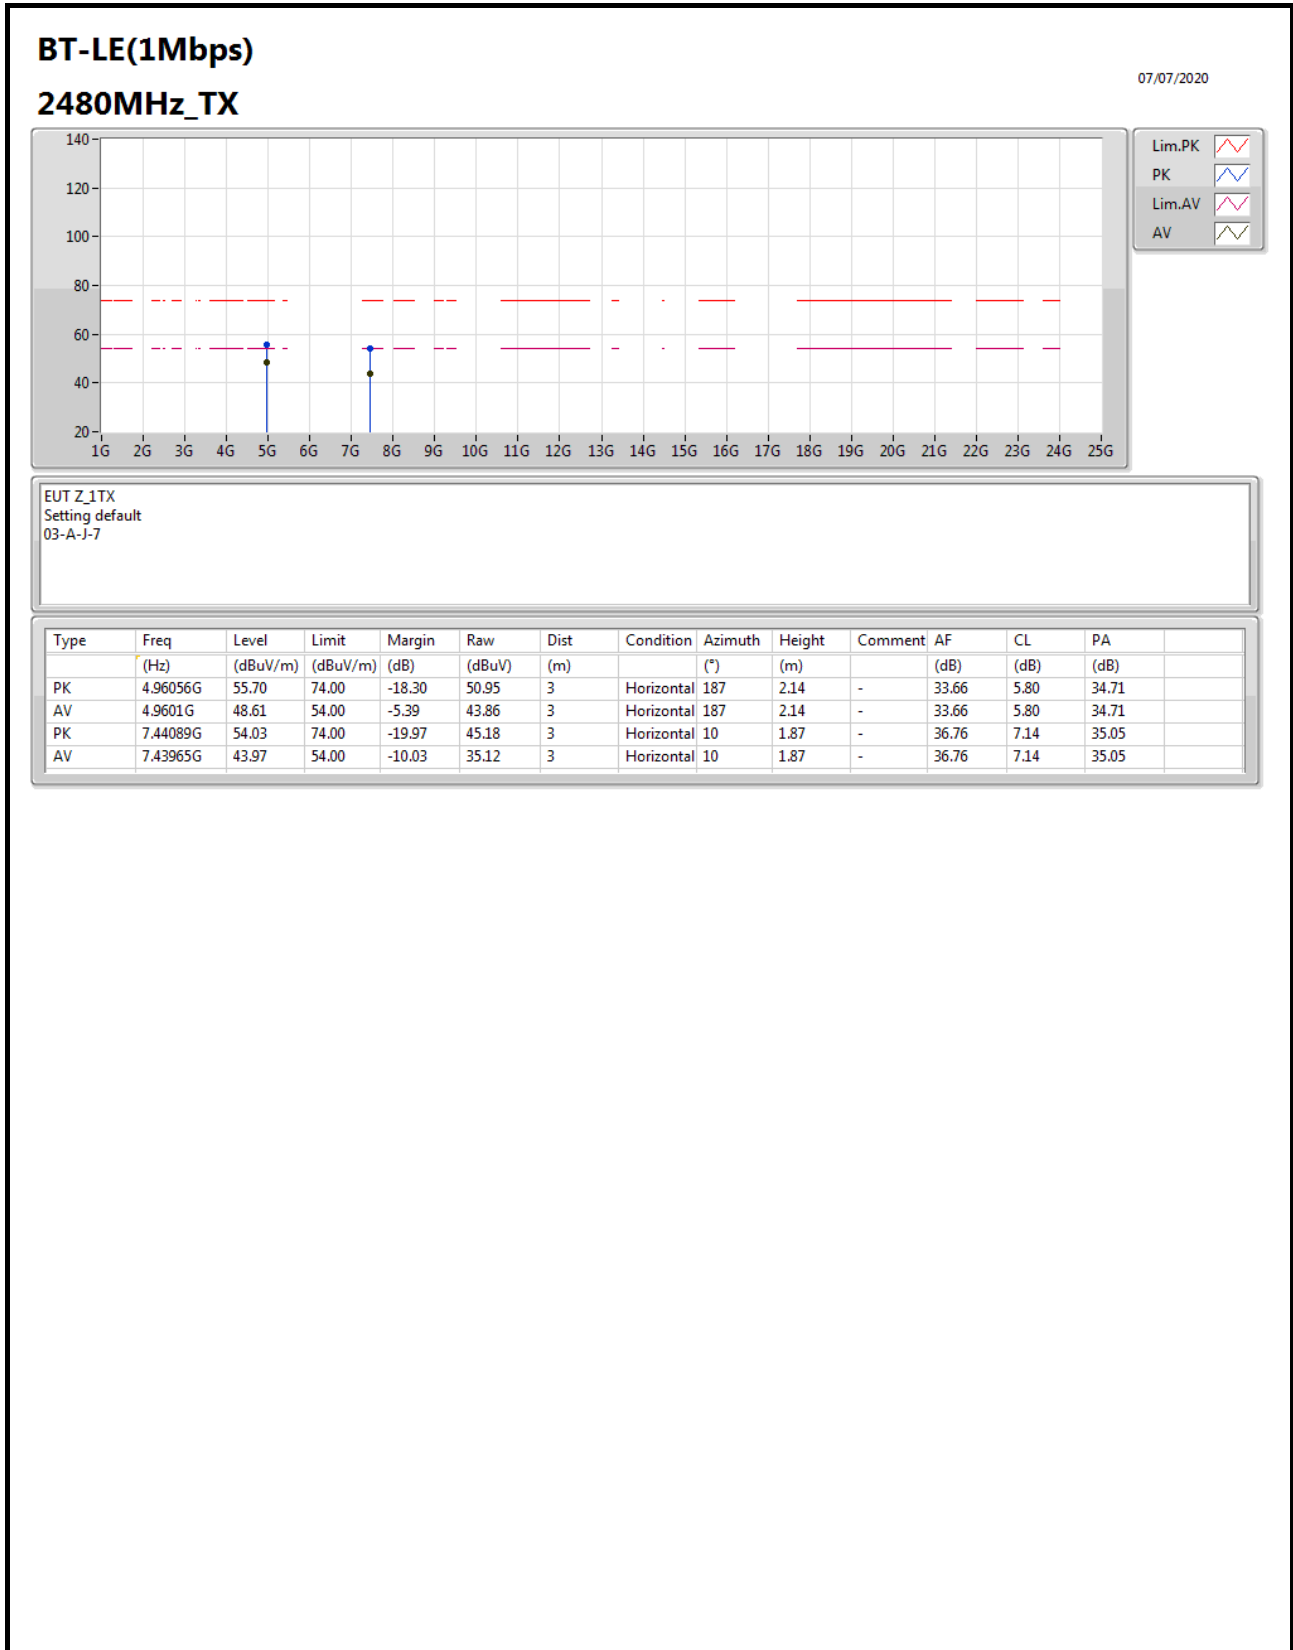 BT-LE(1Mbps)
07/07/2020
2480MHz_TX
140
120
100
80
60
40
20
1G 2G 3G 4G 5G 6G 7G 8G 9G 10G 11G 12G 13G 14G 15G 16G 17G 18G 19G 20G 21G 22G 23G 24G 25G
Lim.PK
PK
Lim.AV
AV
EUT Z_1TX
Setting default
03-A-J-7
Type Freq Level Limit Margin Raw Dist Condition Azimuth Height Comment AF CL PA
(Hz) (dBuV/m) (dBuV/m) (dB) (dBuV) (m) (°) (m) (dB) (dB) (dB)
PK 4.96056G 55.70 74.00 -18.30 50.95 3 Horizontal 187 2.14 - 33.66 5.80 34.71
AV 4.9601G 48.61 54.00 -5.39 43.86 3 Horizontal 187 2.14 - 33.66 5.80 34.71
PK 7.44089G 54.03 74.00 -19.97 45.18 3 Horizontal 10 1.87 - 36.76 7.14 35.05
AV 7.43965G 43.97 54.00 -10.03 35.12 3 Horizontal 10 1.87 - 36.76 7.14 35.05